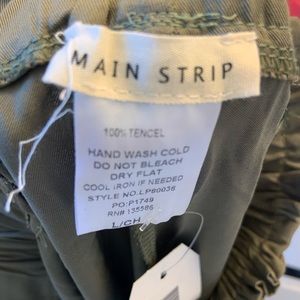 MAIN STRIP
100% TENCEL
HAND WASH COLD
DO NOT BLEACH
DRY FLAT
COOL IRON IF NEEDED
STYLE NO.LP80036
PO:P1749
RN# 135586
L/CH